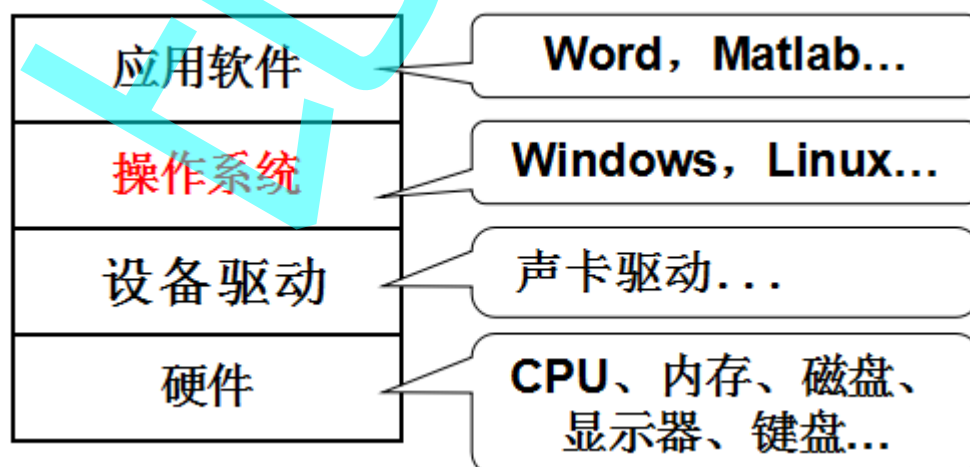 应用软件
Word，Matlab…
操作系统
Windows，Linux…
设备驱动
声卡驱动...
硬件
CPU、内存、磁盘、
显示器、键盘…